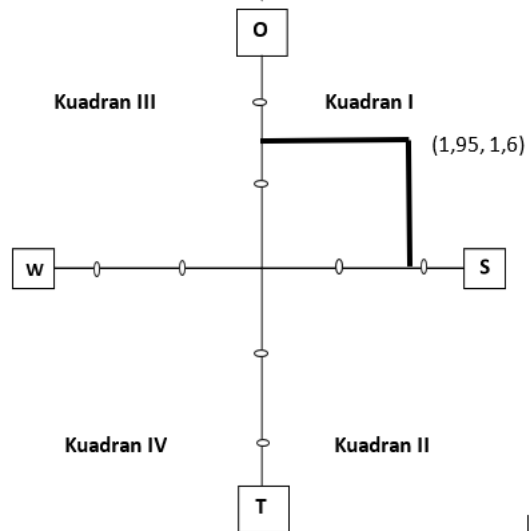 O
Kuadran III
Kuadran I
(1,95, 1,6)
W
S
Kuadran IV
Kuadran II
T